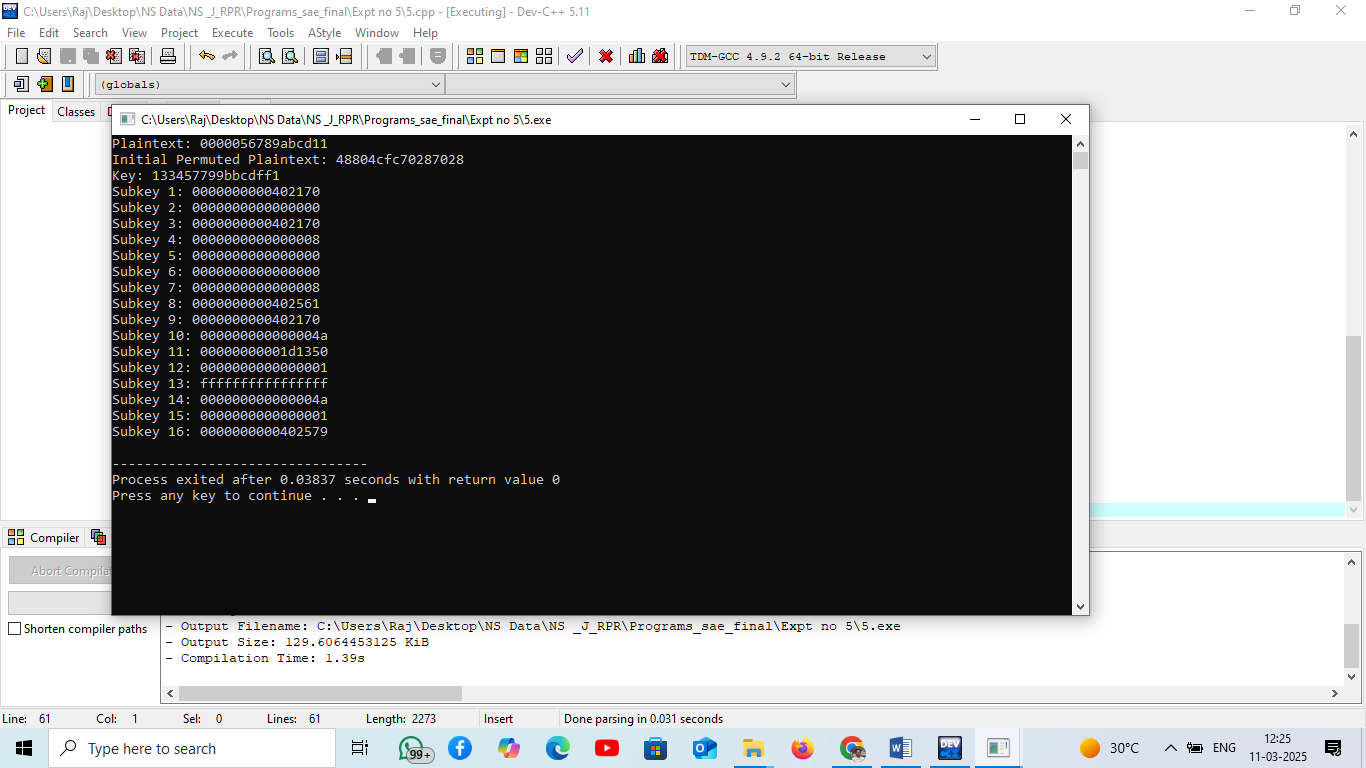 C:\Users\Raj\Desktop\NS Data\NS _J_RPR\Programs_sae_final\Expt no 5\5.cpp - [Executing] - Dev-C++ 5.11
File Edit Search View Project Execute Tools AStyle Window Help
TDM-GCC 4.9.2 64-bit Release
(globals)
Project Classes
C:\Users\Raj\Desktop\NS Data\NS _J_RPR\Programs_sae_final\Expt no 5\5.exe
Plaintext: 0000056789abcd11
Initial Permuted Plaintext: 48804cfc70287028
Key: 133457799bbcdff1
Subkey 1: 0000000000402170
Subkey 2: 0000000000000000
Subkey 3: 0000000000402170
Subkey 4: 0000000000000008
Subkey 5: 0000000000000000
Subkey 6: 0000000000000000
Subkey 7: 0000000000000008
Subkey 8: 0000000000402561
Subkey 9: 0000000000402170
Subkey 10: 000000000000004a
Subkey 11: 00000000001d1350
Subkey 12: 0000000000000001
Subkey 13: ffffffffffffffff
Subkey 14: 000000000000004a
Subkey 15: 0000000000000001
Subkey 16: 0000000000402579
--------------------------------
Process exited after 0.03837 seconds with return value 0
Press any key to continue . . .
Compiler
Abort Compilat
Shorten compiler paths
- Output Filename: C:\Users\Raj\Desktop\NS Data\NS _J_RPR\Programs_sae_final\Expt no 5\5.exe
- Output Size: 129.6064453125 KiB
- Compilation Time: 1.39s
Line: 61 Col: 1 Sel: 0 Lines: 61 Length: 2273 Insert Done parsing in 0.031 seconds
Type here to search 99+ DEV 30°C ENG 12:25
11-03-2025